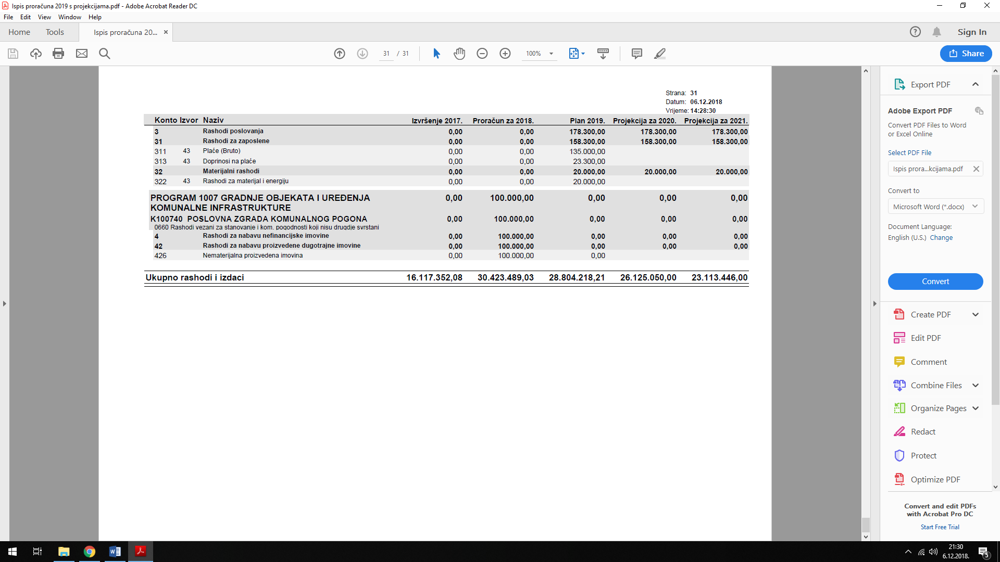 Ispis proračuna 2019 s projekcijama.pdf - Adobe Acrobat Reader DC
File Edit View Window Help
Home Tools Ispis proračuna 20... × Sign In
31 / 31 100% Share
Strana: 31
Datum: 06.12.2018
Vrijeme: 14:28:30
Konto Izvor Naziv Izvršenje 2017. Proračun za 2018. Plan 2019. Projekcija za 2020. Projekcija za 2021.
3 Rashodi poslovanja 0,00 0,00 178.300,00 178.300,00 178.300,00
31 Rashodi za zaposlene 0,00 0,00 158.300,00 158.300,00 158.300,00
311 43 Plaće (Bruto) 0,00 0,00 135.000,00
313 43 Doprinosi na plaće 0,00 0,00 23.300,00
32 Materijalni rashodi 0,00 0,00 20.000,00 20.000,00 20.000,00
322 43 Rashodi za materijal i energiju 0,00 0,00 20.000,00
PROGRAM 1007 GRADNJE OBJEKATA I UREĐENJA 0,00 100.000,00 0,00 0,00 0,00
KOMUNALNE INFRASTRUKTURE
K100740 POSLOVNA ZGRADA KOMUNALNOG POGONA 0,00 100.000,00 0,00 0,00 0,00
0660 Rashodi vezani za stanovanje i kom. pogodnosti koji nisu drugdje svrstani
4 Rashodi za nabavu nefinancijske imovine 0,00 100.000,00 0,00 0,00 0,00
42 Rashodi za nabavu proizvedene dugotrajne imovine 0,00 100.000,00 0,00 0,00 0,00
426 Nematerijalna proizvedena imovina 0,00 100.000,00 0,00
Ukupno rashodi i izdaci 16.117.352,08 30.423.489,03 28.804.218,21 26.125.050,00 23.113.446,00
Export PDF
Adobe Export PDF
Convert PDF Files to Word
or Excel Online
Select PDF File
Ispis prora...kcijama.pdf
Convert to
Microsoft Word (*.docx)
Document Language:
English (U.S.) Change
Convert
Create PDF
Edit PDF
Comment
Combine Files
Organize Pages
Redact
Protect
Optimize PDF
Convert and edit PDFs
with Acrobat Pro DC
Start Free Trial
21:30
6.12.2018.
5